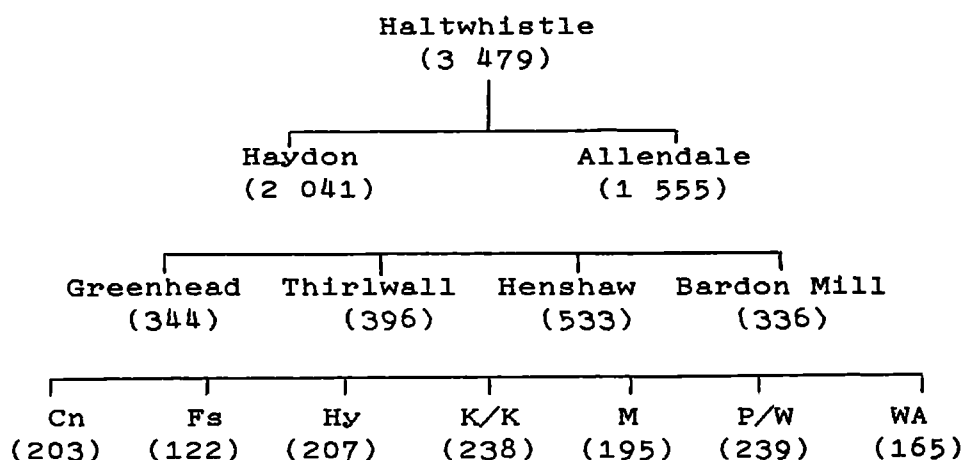 Haltwhistle
(3 479)
Haydon Allendale
(2 041) (1 555)
Greenhead Thirlwall Henshaw Bardon Mill
(344) (396) (533) (336)
Cn Fs Hy K/K M P/W WA
(203) (122) (207) (238) (195) (239) (165)